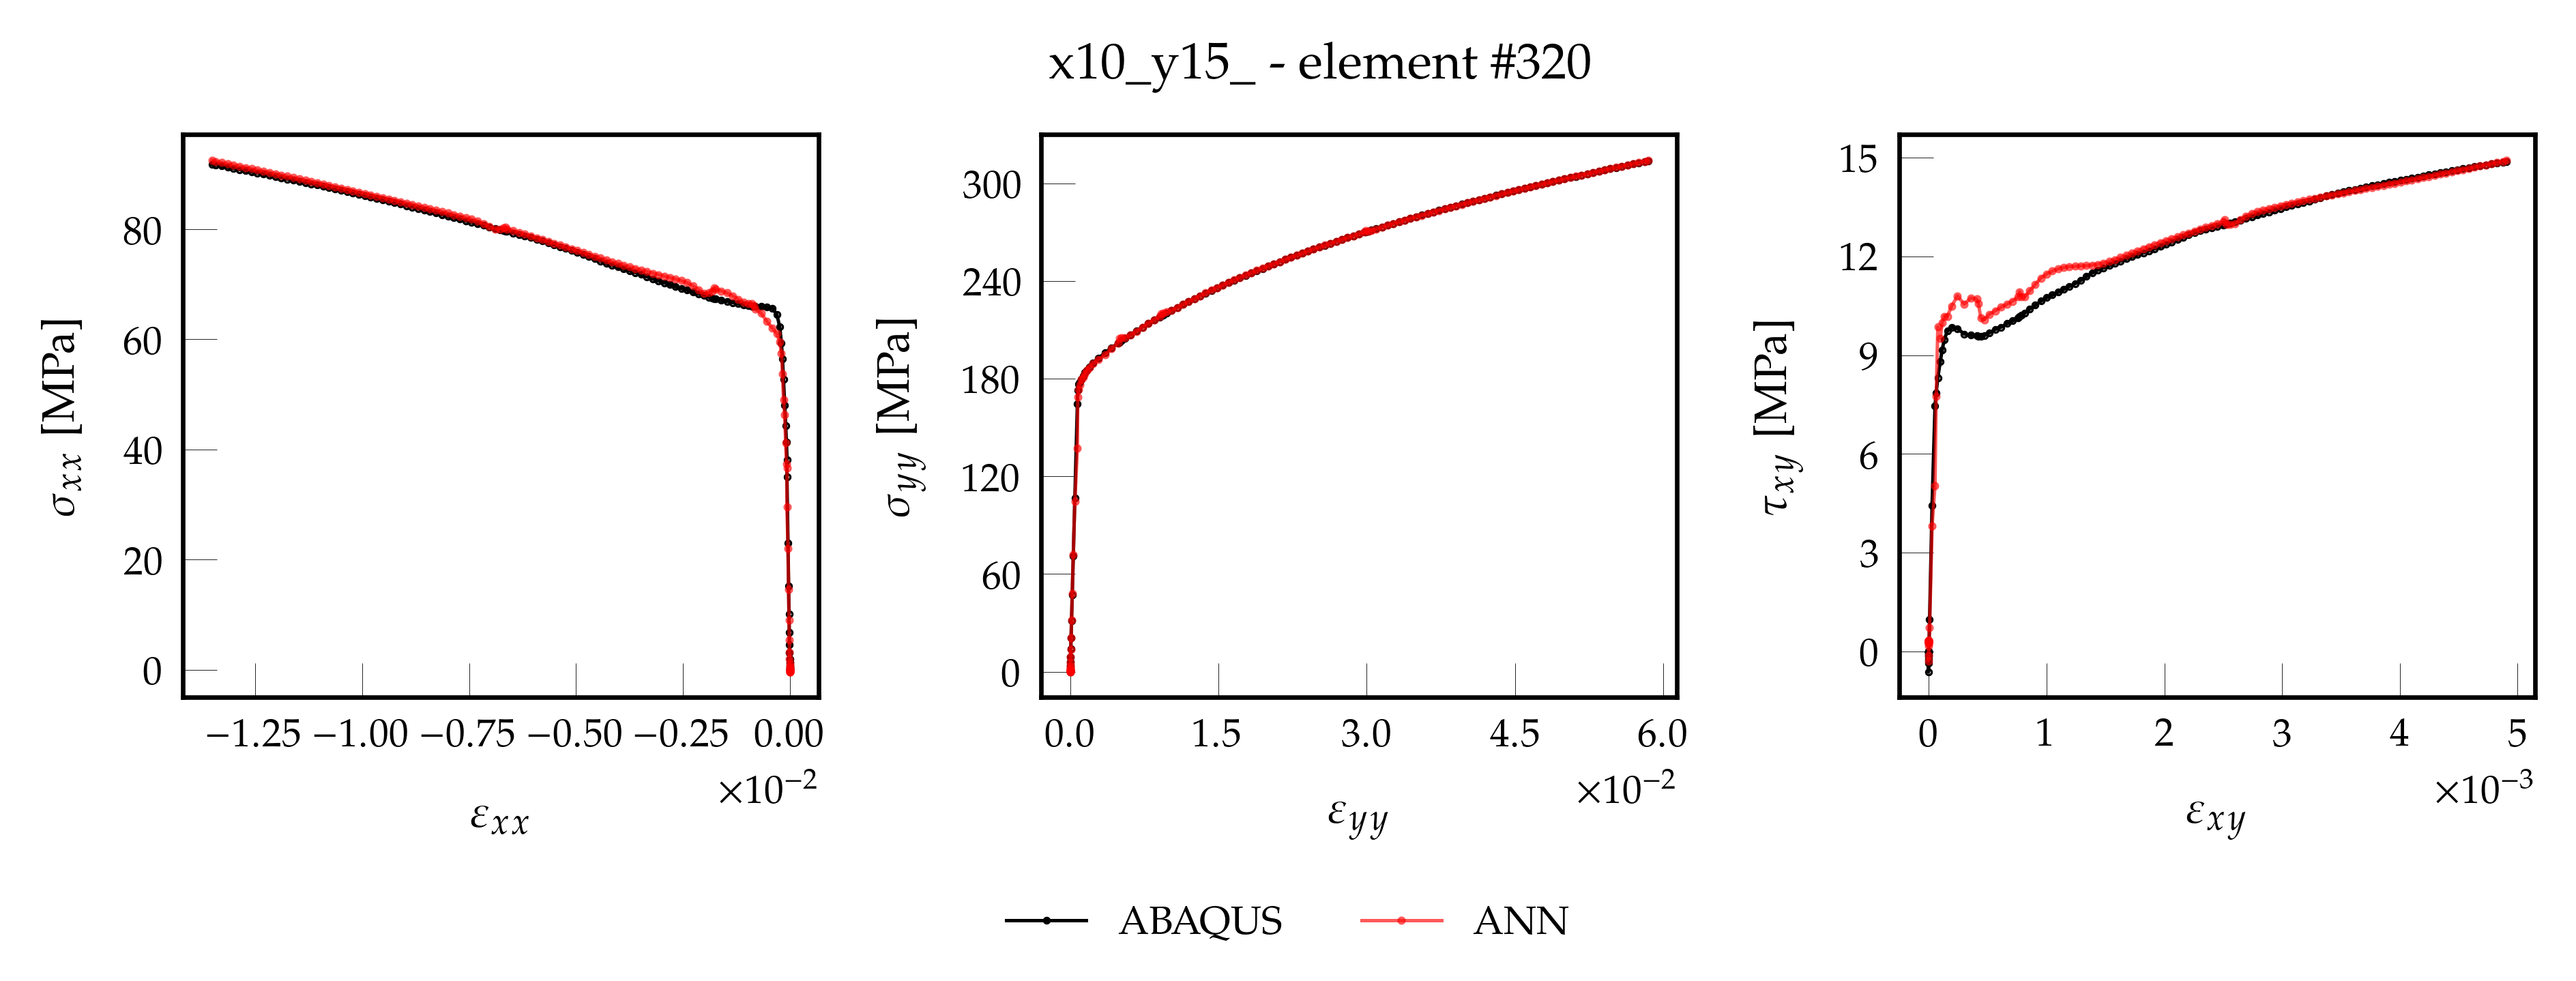 x10_y15_ - element #320
σxx [MPa]
80
60
40
20
0
−1.25 −1.00 −0.75 −0.50 −0.25 0.00
×10−2
εxx
σyy [MPa]
300
240
180
120
60
0
0.0 1.5 3.0 4.5 6.0
×10−2
εyy
τxy [MPa]
15
12
9
6
3
0
0 1 2 3 4 5
×10−3
εxy
ABAQUS ANN